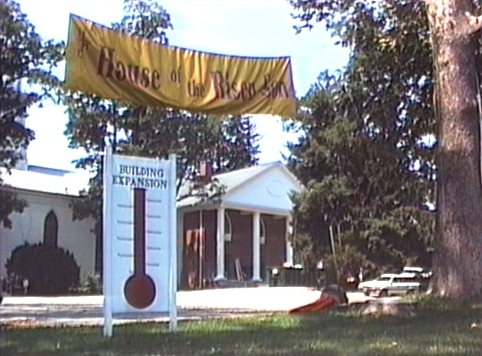 House of the Risen Son
BUILDING
EXPANSION